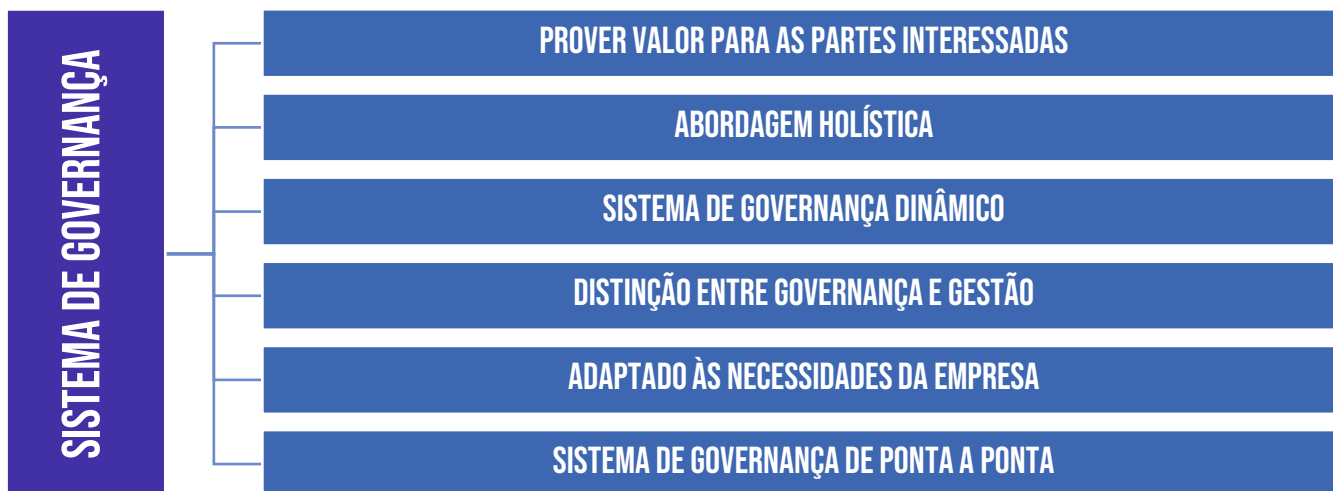 SISTEMA DE GOVERNANÇA
PROVER VALOR PARA AS PARTES INTERESSADAS
ABORDAGEM HOLÍSTICA
SISTEMA DE GOVERNANÇA DINÂMICO
DISTINÇÃO ENTRE GOVERNANÇA E GESTÃO
ADAPTADO ÀS NECESSIDADES DA EMPRESA
SISTEMA DE GOVERNANÇA DE PONTA A PONTA